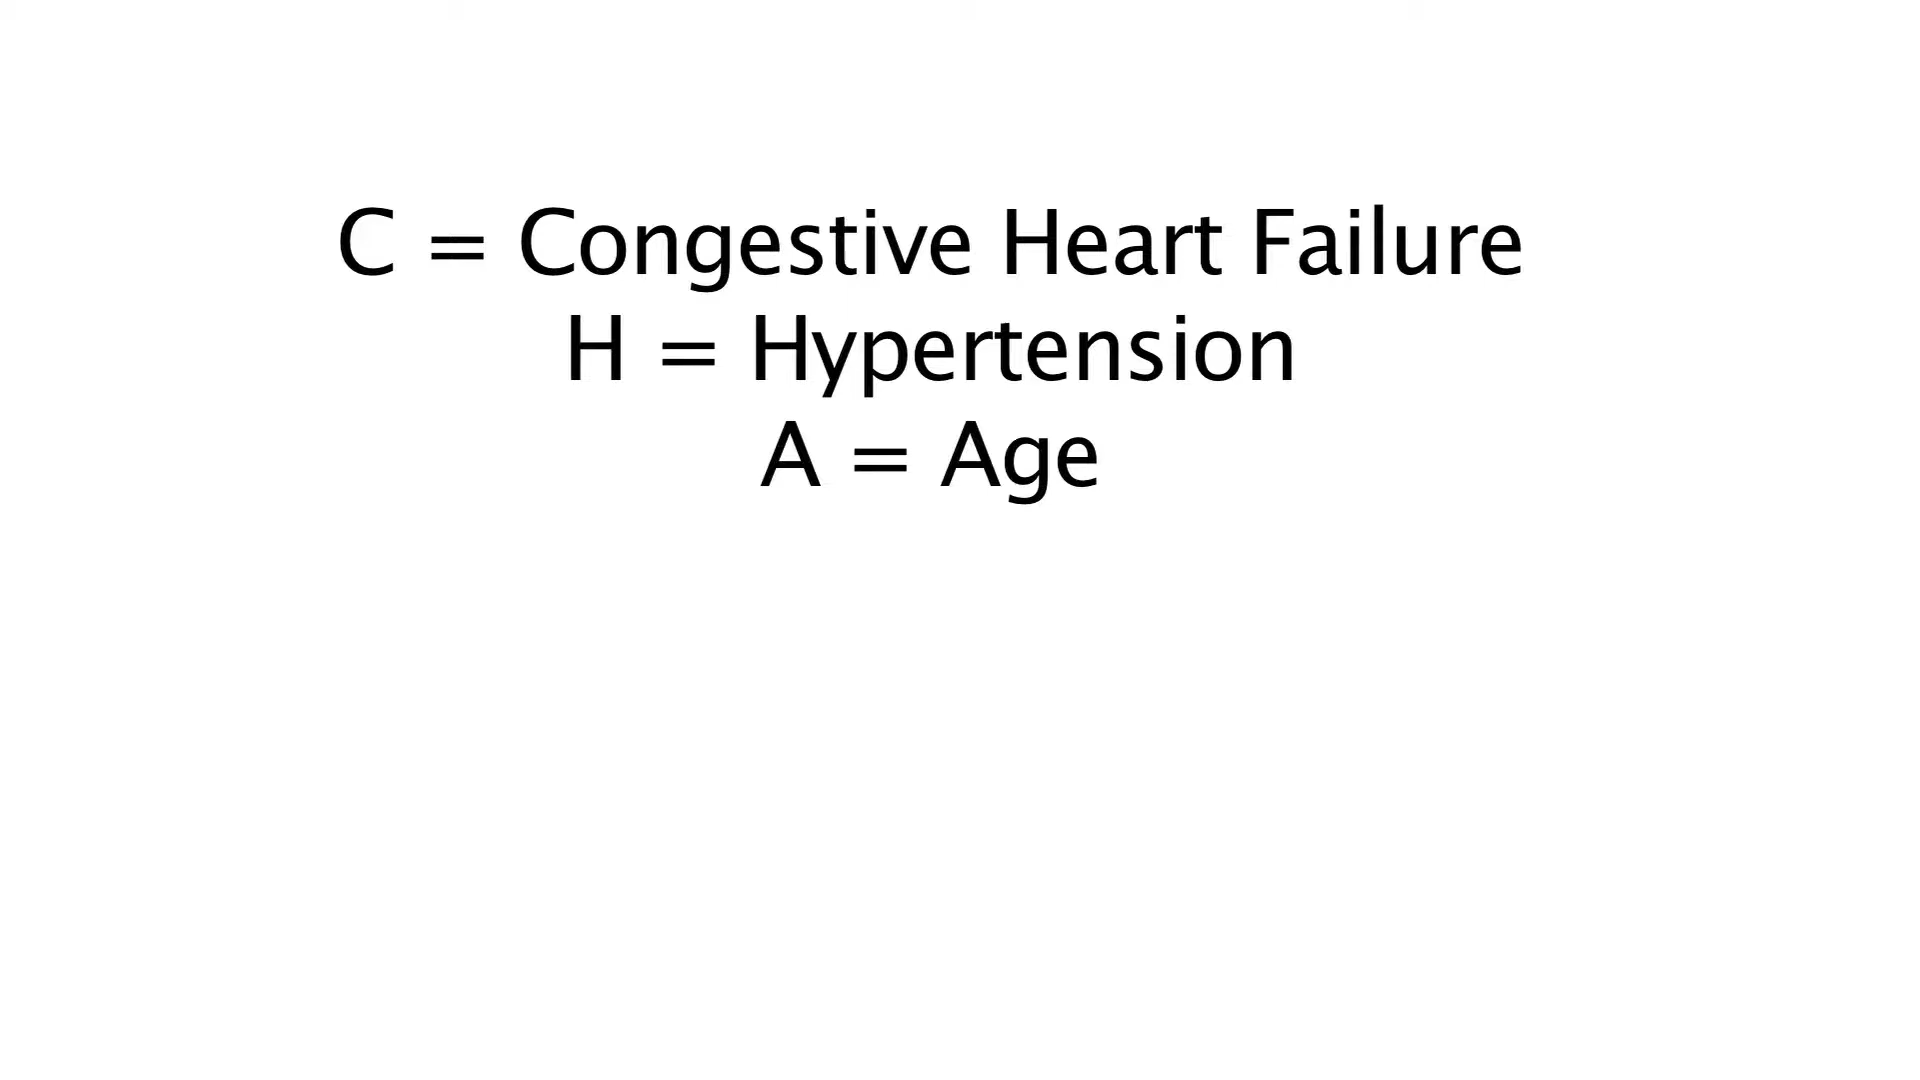 C = Congestive Heart Failure
H = Hypertension
A = Age